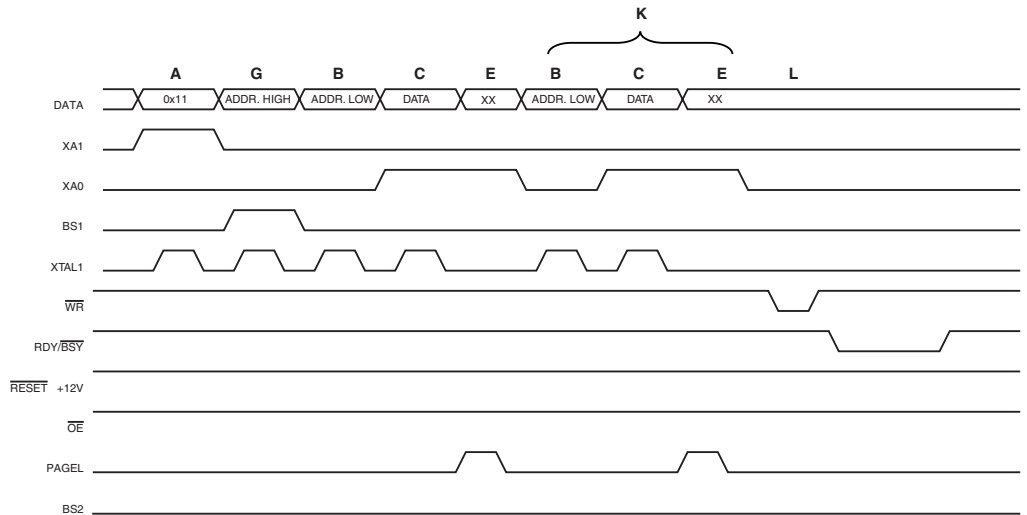 K
A G B C E B C E L
DATA 0x11 ADDR. HIGH ADDR. LOW DATA XX ADDR. LOW DATA XX
XA1
XA0
BS1
XTAL1
WR
RDY/BSY
RESET +12V
OE
PAGEL
BS2